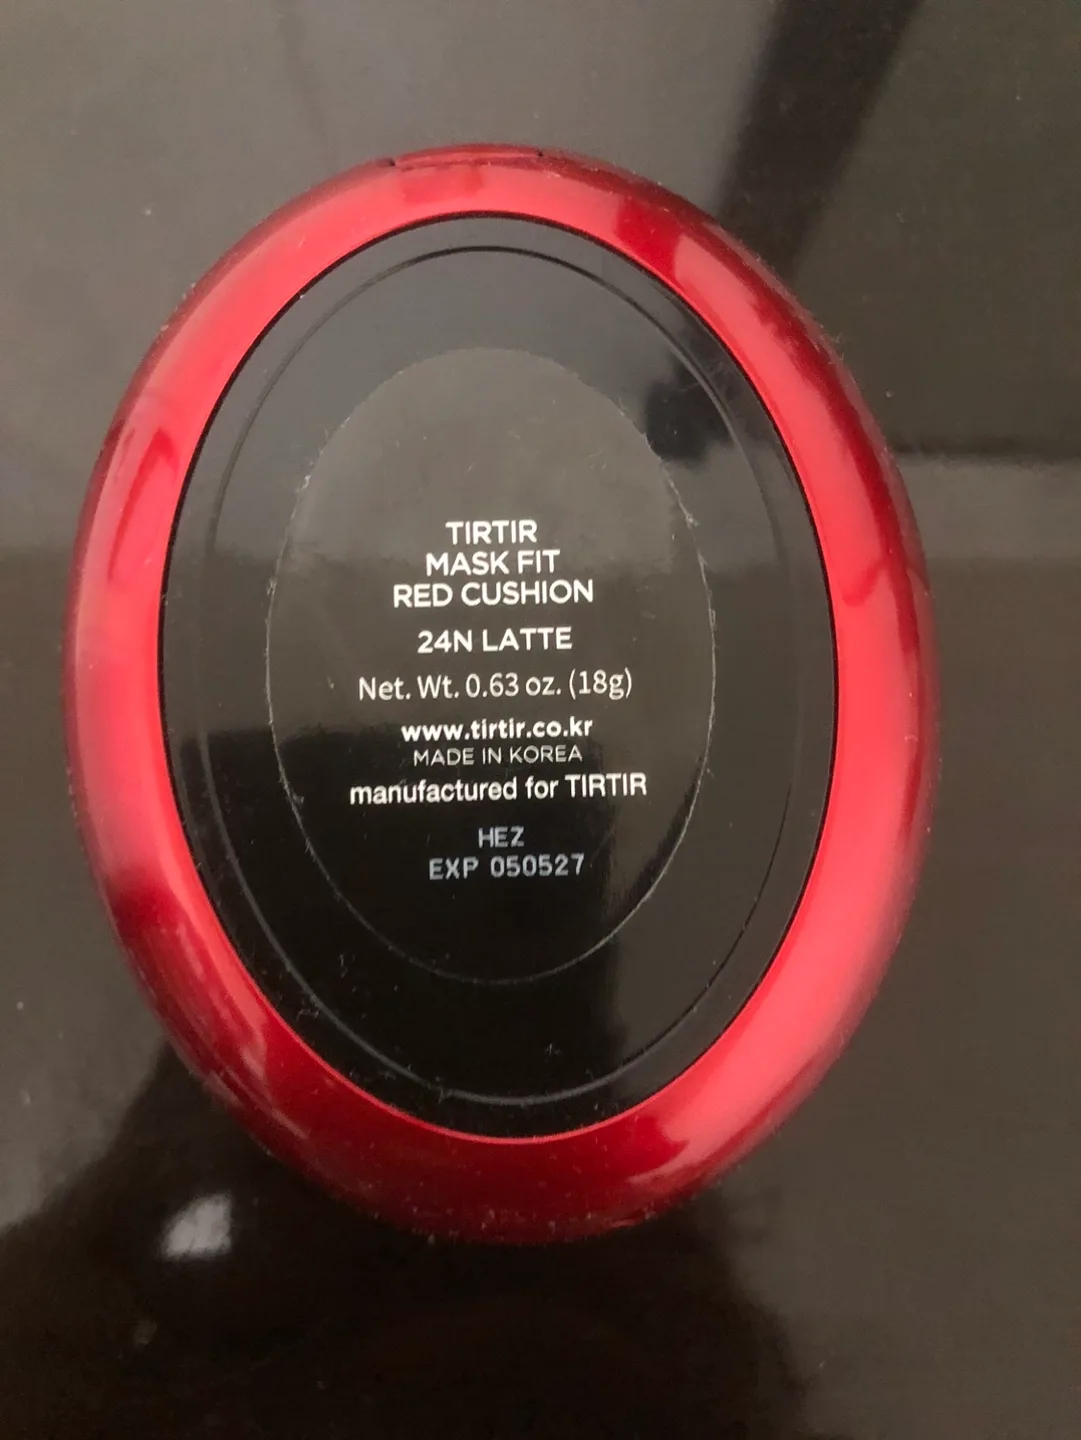 TIRTIR
MASK FIT
RED CUSHION
24N LATTE
Net. Wt. 0.63 oz. (18g)
www.tirtir.co.kr
MADE IN KOREA
manufactured for TIRTIR
HEZ
EXP 050527